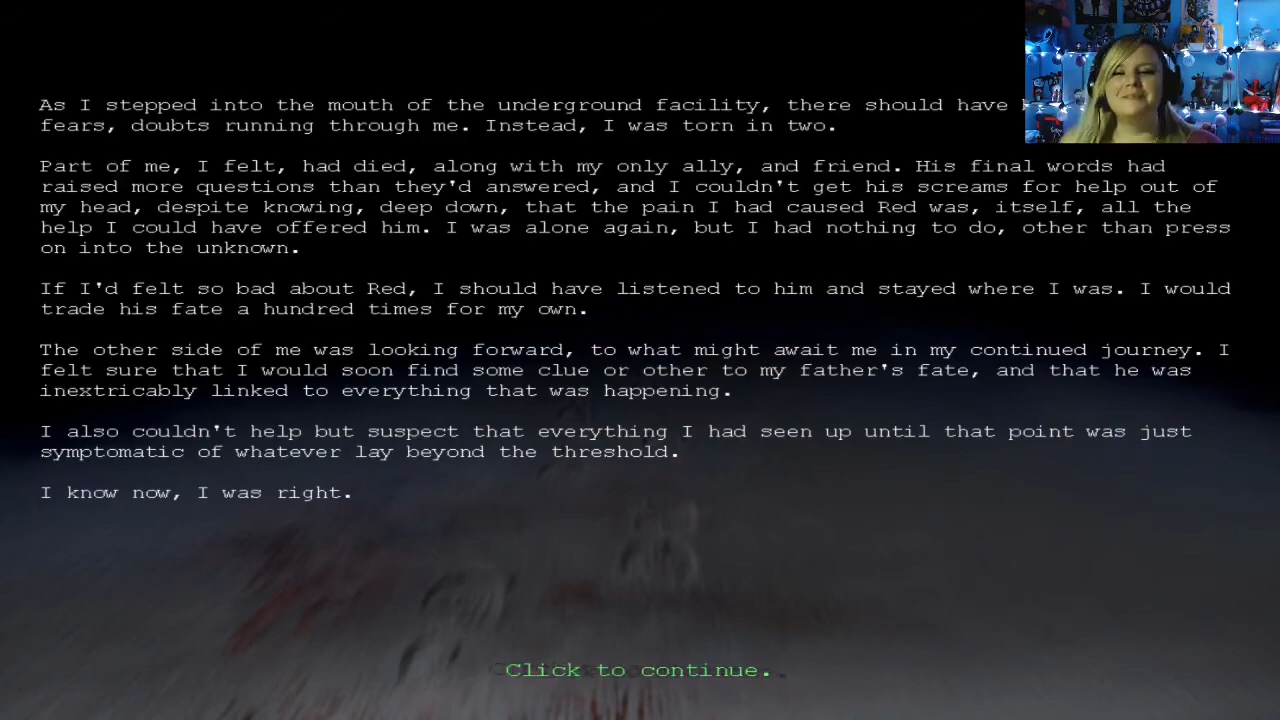 As I stepped into the mouth of the underground facility, there should have
fears, doubts running through me. Instead, I was torn in two.
Part of me, I felt, had died, along with my only ally, and friend. His final words had
raised more questions than they'd answered, and I couldn't get his screams for help out of
my head, despite knowing, deep down, that the pain I had caused Red was, itself, all the
help I could have offered him. I was alone again, but I had nothing to do, other than press
on into the unknown.
If I'd felt so bad about Red, I should have listened to him and stayed where I was. I would
trade his fate a hundred times for my own.
The other side of me was looking forward, to what might await me in my continued journey. I
felt sure that I would soon find some clue or other to my father's fate, and that he was
inextricably linked to everything that was happening.
I also couldn't help but suspect that everything I had seen up until that point was just
symptomatic of whatever lay beyond the threshold.
I know now, I was right.
Click to continue.